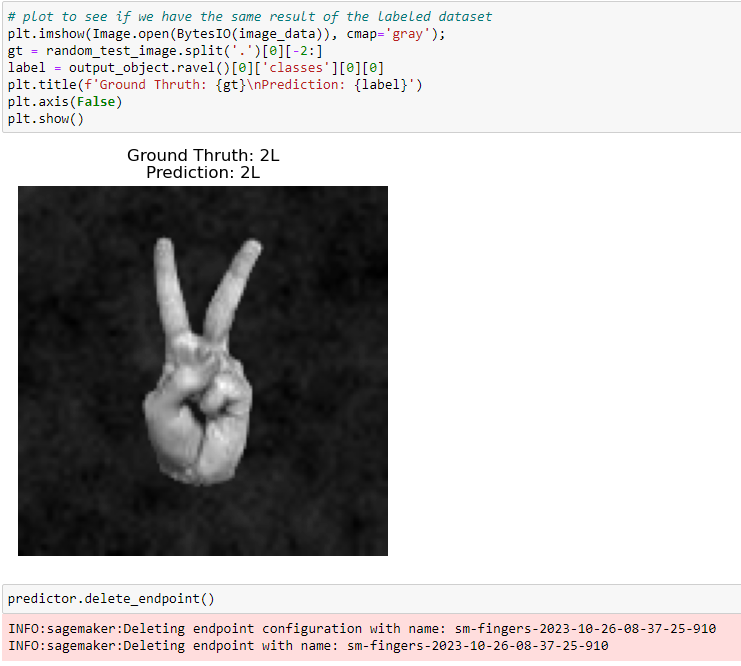 # plot to see if we have the same result of the labeled dataset
plt.imshow(Image.open(BytesIO(image_data)), cmap='gray');
gt = random_test_image.split('.')[0][-2:]
label = output_object.ravel()[0]['classes'][0][0]
plt.title(f'Ground Thruth: {gt}\nPrediction: {label}')
plt.axis(False)
plt.show()
Ground Thruth: 2L
Prediction: 2L
predictor.delete_endpoint()
INFO:sagemaker:Deleting endpoint configuration with name: sm-fingers-2023-10-26-08-37-25-910
INFO:sagemaker:Deleting endpoint with name: sm-fingers-2023-10-26-08-37-25-910